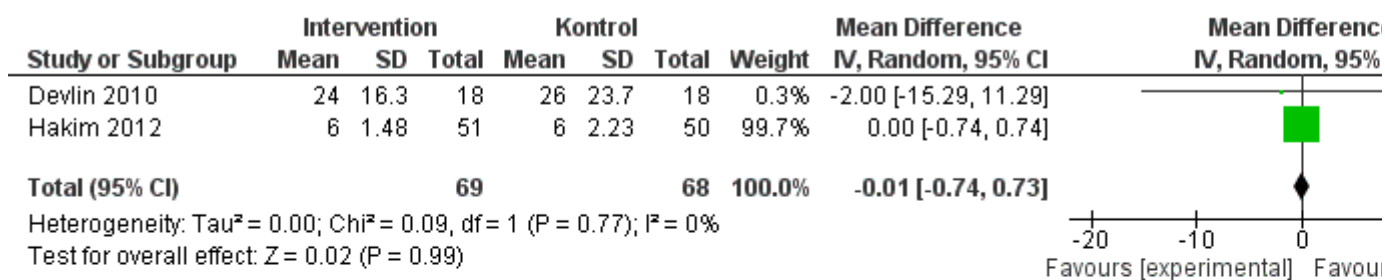 Intervention Kontrol Mean Difference Mean Differenc
Study or Subgroup Mean SD Total Mean SD Total Weight IV, Random, 95% CI IV, Random, 95%
Devlin 2010 24 16.3 18 26 23.7 18 0.3% -2.00 [-15.29, 11.29]
Hakim 2012 6 1.48 51 6 2.23 50 99.7% 0.00 [-0.74, 0.74]
Total (95% CI) 69 68 100.0% -0.01 [-0.74, 0.73]
Heterogeneity: Tau² = 0.00; Chi² = 0.09, df = 1 (P = 0.77); I² = 0%
Test for overall effect: Z = 0.02 (P = 0.99)
-20 -10 0
Favours [experimental] Favou